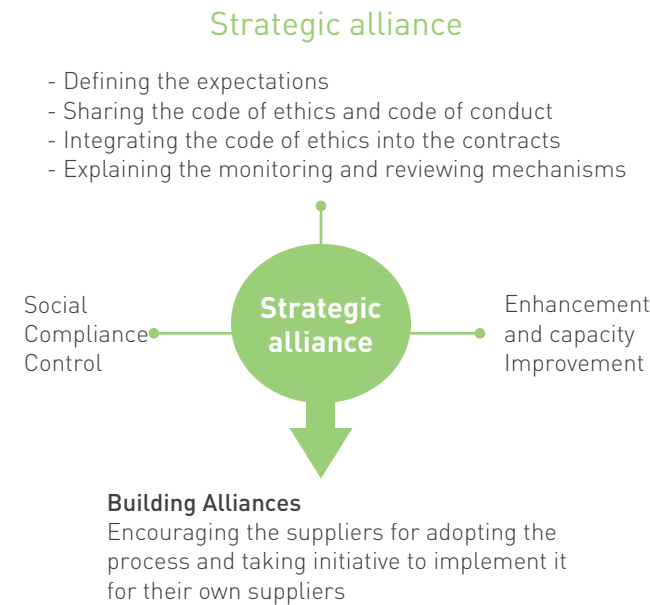 Strategic alliance
- Defining the expectations
- Sharing the code of ethics and code of conduct
- Integrating the code of ethics into the contracts
- Explaining the monitoring and reviewing mechanisms
Social
Compliance
Control
Strategic
alliance
Enhancement
and capacity
Improvement
Building Alliances
Encouraging the suppliers for adopting the
process and taking initiative to implement it
for their own suppliers